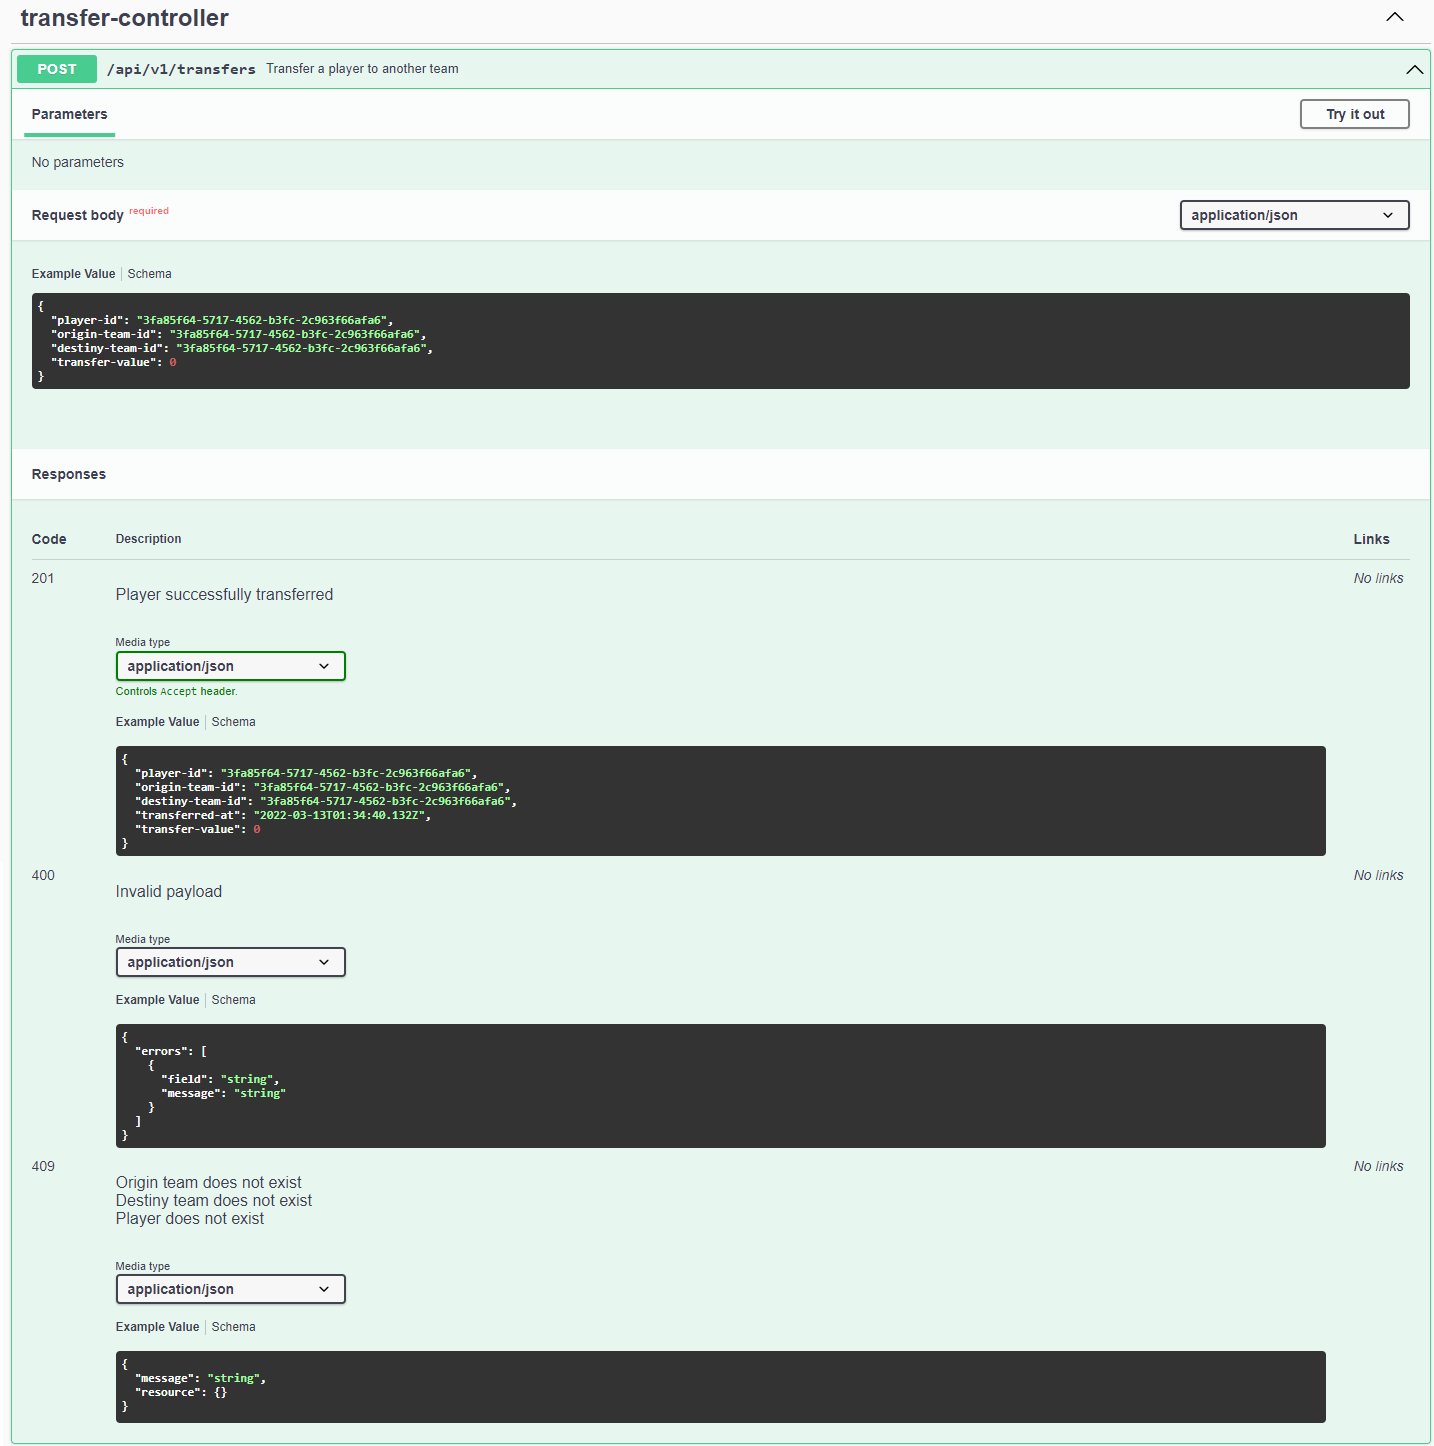 transfer-controller
POST /api/v1/transfers Transfer a player to another team
Parameters
Try it out
No parameters
Request body required
application/json
Example Value Schema
{
"player-id": "3fa85f64-5717-4562-b3fc-2c963f66afa6",
"origin-team-id": "3fa85f64-5717-4562-b3fc-2c963f66afa6",
"destiny-team-id": "3fa85f64-5717-4562-b3fc-2c963f66afa6",
"transfer-value": 0
}
Responses
Code Description Links
201 No links
Player successfully transferred
Media type
application/json
Controls Accept header.
Example Value Schema
{
"player-id": "3fa85f64-5717-4562-b3fc-2c963f66afa6",
"origin-team-id": "3fa85f64-5717-4562-b3fc-2c963f66afa6",
"destiny-team-id": "3fa85f64-5717-4562-b3fc-2c963f66afa6",
"transferred-at": "2022-03-13T01:34:40.132Z",
"transfer-value": 0
}
400 No links
Invalid payload
Media type
application/json
Example Value Schema
{
"errors": [
{
"field": "string",
"message": "string"
}
]
}
409 No links
Origin team does not exist
Destiny team does not exist
Player does not exist
Media type
application/json
Example Value Schema
{
"message": "string",
"resource": {}
}